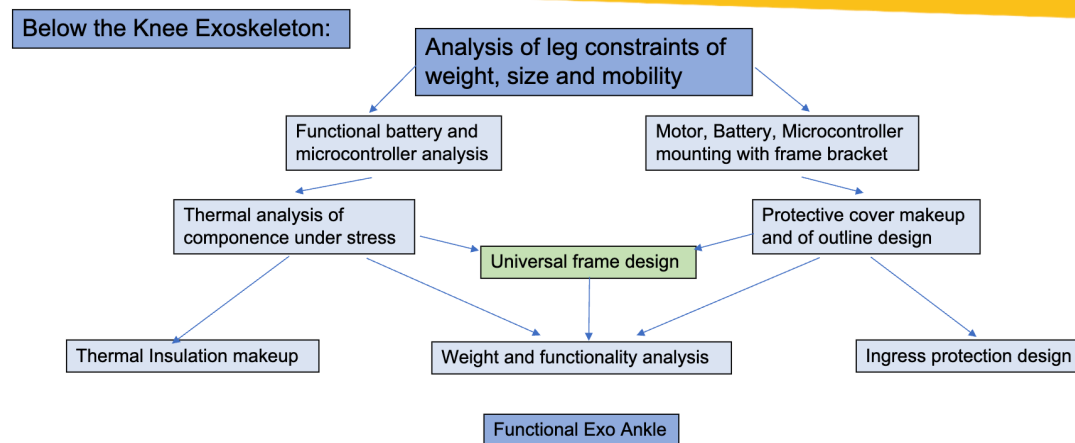 Below the Knee Exoskeleton:
Analysis of leg constraints of
weight, size and mobility
Functional battery and
microcontroller analysis
Motor, Battery, Microcontroller
mounting with frame bracket
Thermal analysis of
componence under stress
Protective cover makeup
and of outline design
Universal frame design
Thermal Insulation makeup
Weight and functionality analysis
Ingress protection design
Functional Exo Ankle